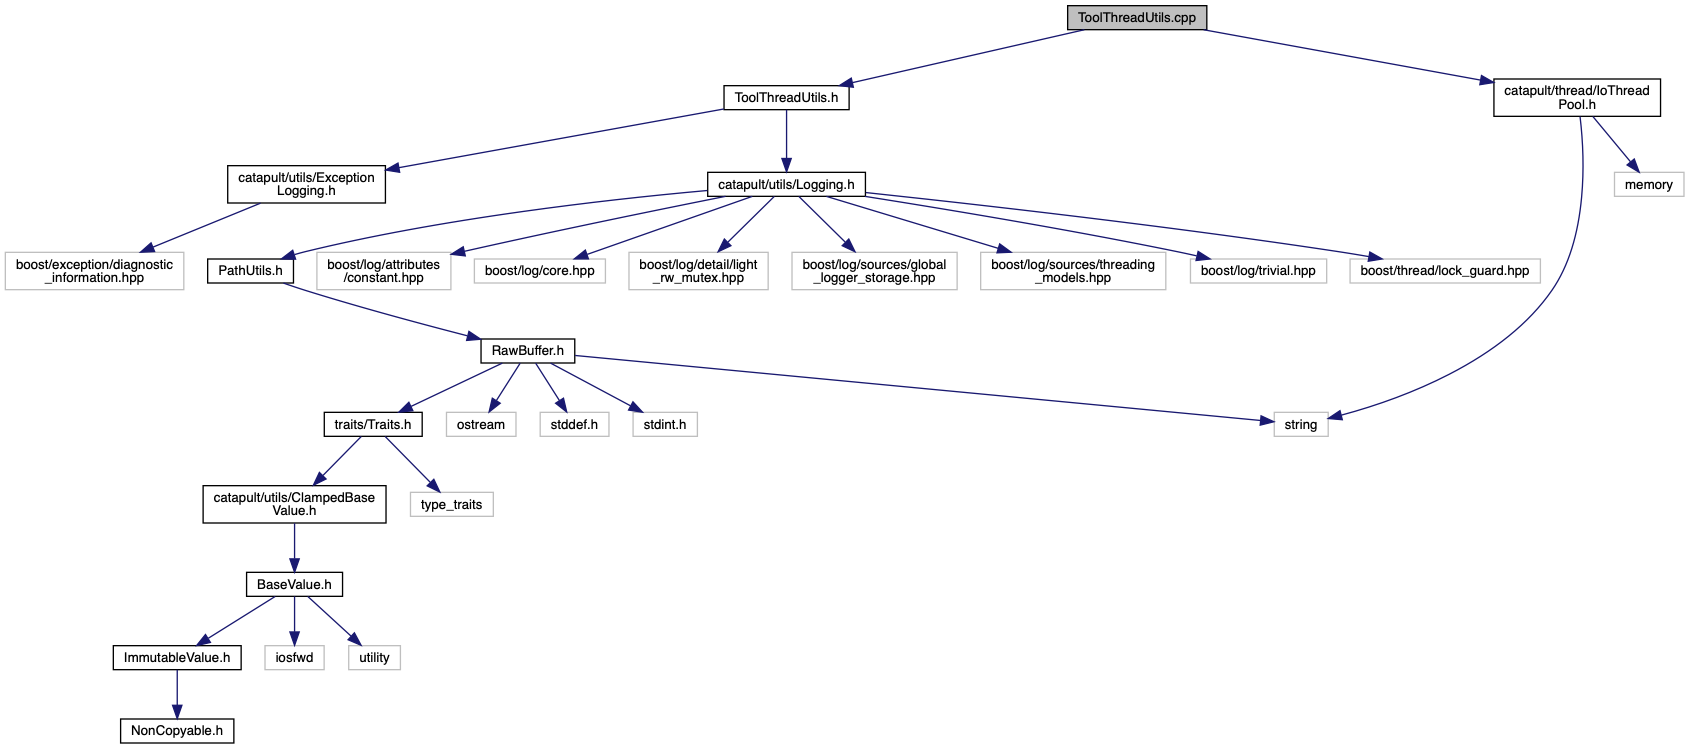 ToolThreadUtils.cpp
ToolThreadUtils.h
catapult/thread/IoThread
Pool.h
catapult/utils/Exception
Logging.h
catapult/utils/Logging.h
memory
boost/exception/diagnostic
_information.hpp
PathUtils.h
boost/log/attributes
/constant.hpp
boost/log/core.hpp
boost/log/detail/light
_rw_mutex.hpp
boost/log/sources/global
_logger_storage.hpp
boost/log/sources/threading
_models.hpp
boost/log/trivial.hpp
boost/thread/lock_guard.hpp
RawBuffer.h
traits/Traits.h
ostream
stddef.h
stdint.h
string
catapult/utils/ClampedBase
Value.h
type_traits
BaseValue.h
ImmutableValue.h
iosfwd
utility
NonCopyable.h